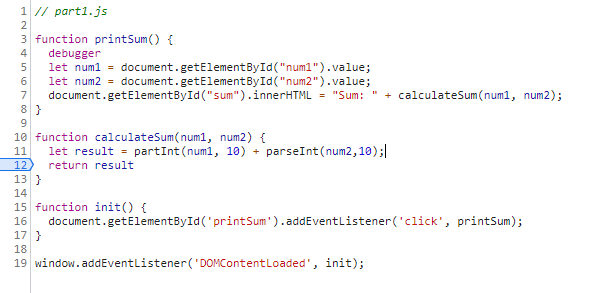 1 // part1.js
2
3 function printSum() {
4   debugger
5   let num1 = document.getElementById("num1").value;
6   let num2 = document.getElementById("num2").value;
7   document.getElementById("sum").innerHTML = "Sum: " + calculateSum(num1, num2);
8 }
9
10 function calculateSum(num1, num2) {
11   let result = partInt(num1, 10) + parseInt(num2,10);
12   return result
13 }
14
15 function init() {
16   document.getElementById('printSum').addEventListener('click', printSum);
17 }
18
19 window.addEventListener('DOMContentLoaded', init);